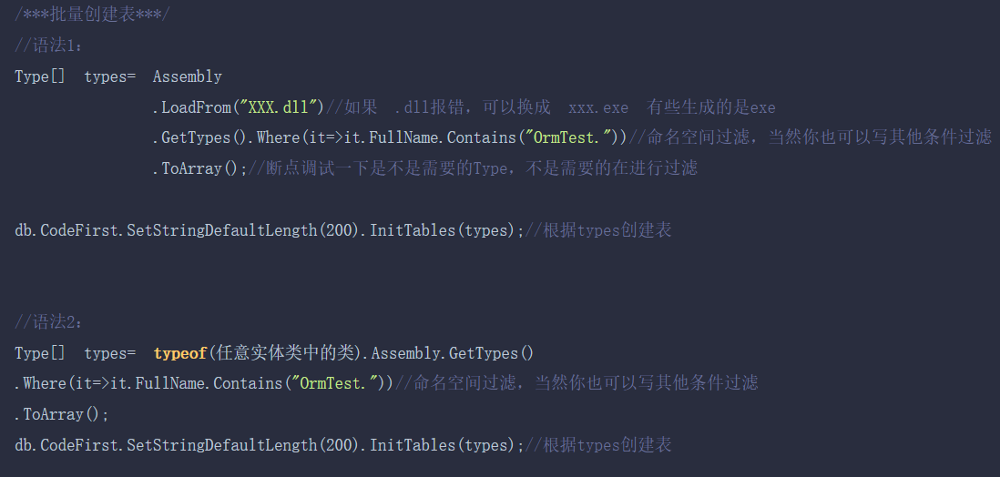 /***批量创建表***/
//语法1：
Type[]  types=  Assembly
.LoadFrom("XXX.dll")//如果  .dll报错，可以换成  xxx.exe  有些生成的是exe
.GetTypes().Where(it=>it.FullName.Contains("OrmTest."))//命名空间过滤，当然你也可以写其他条件过滤
.ToArray();//断点调试一下是不是需要的Type，不是需要的在进行过滤
db.CodeFirst.SetStringDefaultLength(200).InitTables(types);//根据types创建表
//语法2：
Type[]  types=  typeof(任意实体类中的类).Assembly.GetTypes()
.Where(it=>it.FullName.Contains("OrmTest."))//命名空间过滤，当然你也可以写其他条件过滤
.ToArray();
db.CodeFirst.SetStringDefaultLength(200).InitTables(types);//根据types创建表